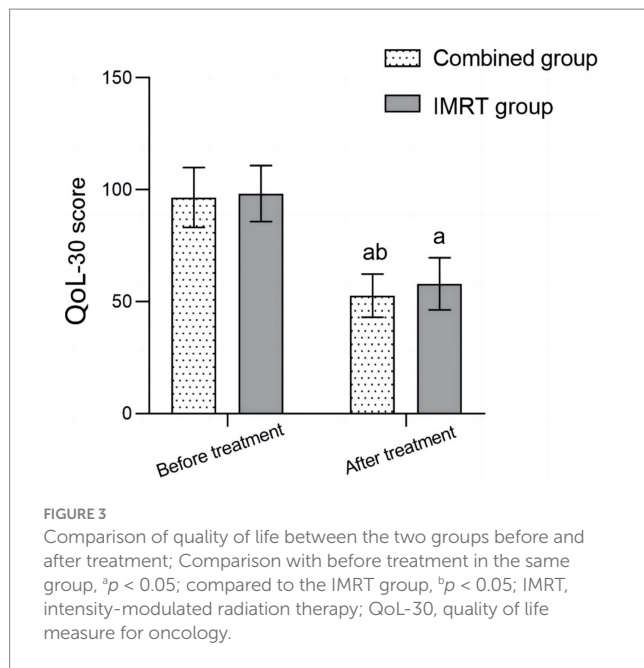 Combined group
IMRT group
150
100
50
0
QoL-30 score
ab
a
Before treatment
After treatment
FIGURE 3
Comparison of quality of life between the two groups before and
after treatment; Comparison with before treatment in the same
group, ᵃp < 0.05; compared to the IMRT group, ᵇp < 0.05; IMRT,
intensity-modulated radiation therapy; QoL-30, quality of life
measure for oncology.